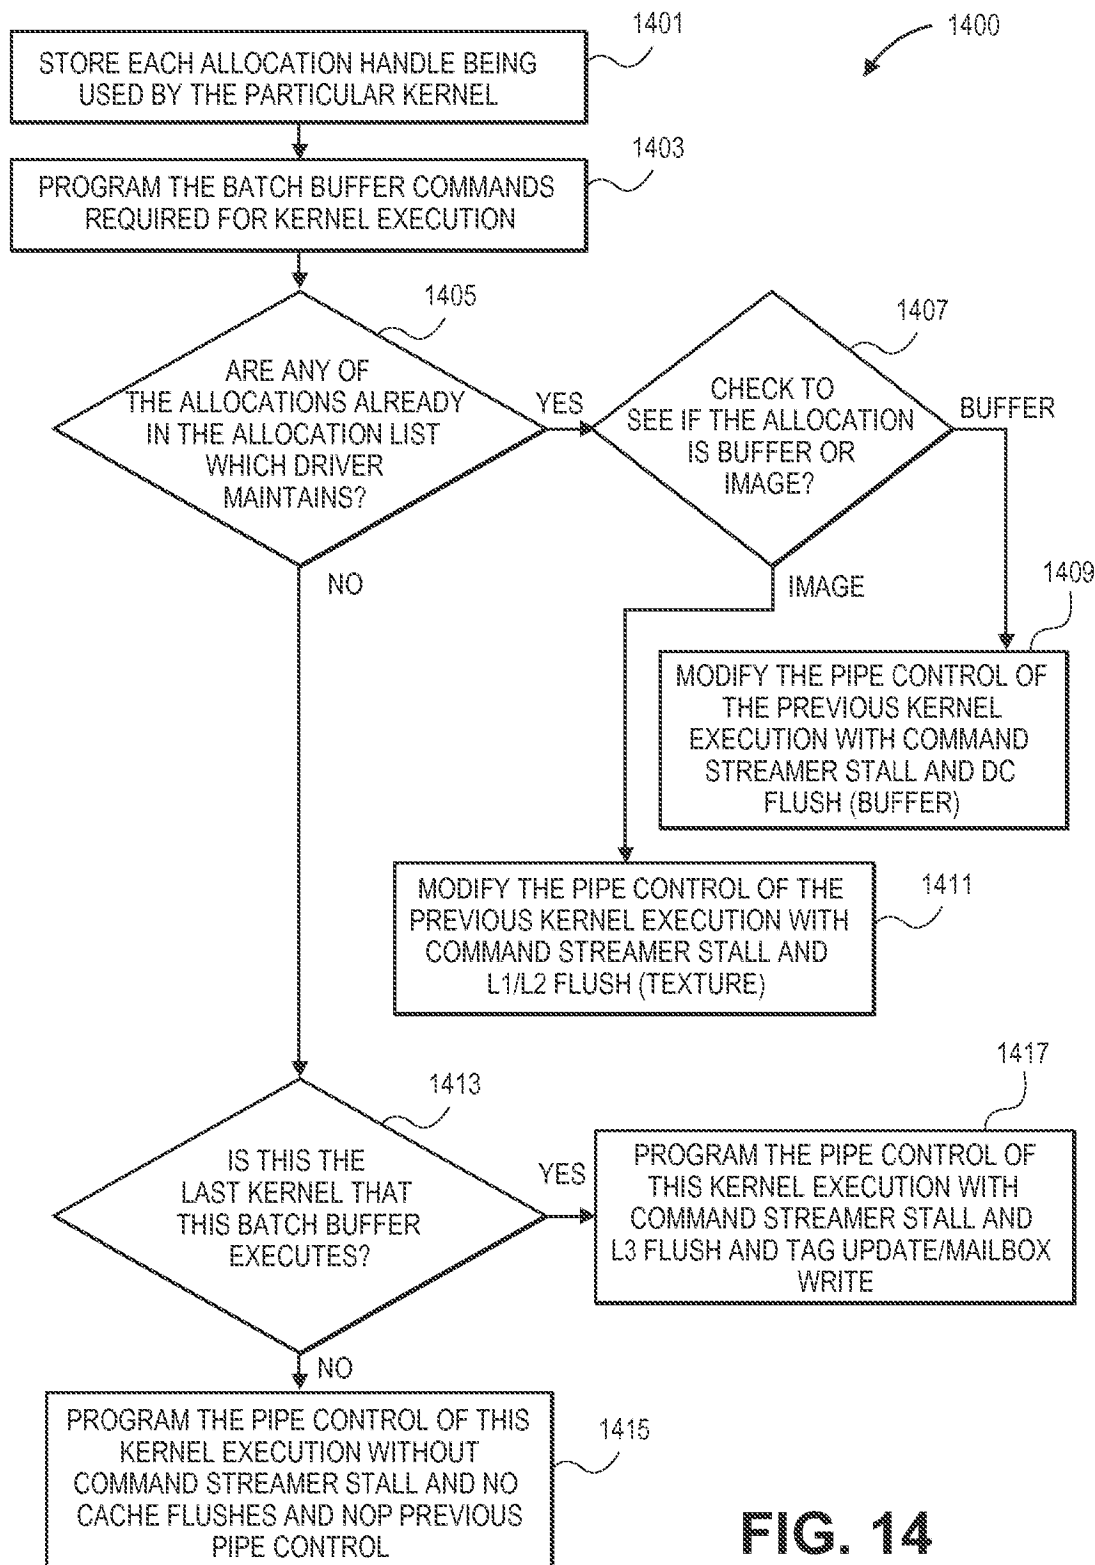 1401
1400
STORE EACH ALLOCATION HANDLE BEING
USED BY THE PARTICULAR KERNEL
1403
PROGRAM THE BATCH BUFFER COMMANDS
REQUIRED FOR KERNEL EXECUTION
1405
1407
ARE ANY OF
THE ALLOCATIONS ALREADY
IN THE ALLOCATION LIST
WHICH DRIVER
MAINTAINS?
YES
CHECK TO
SEE IF THE ALLOCATION
IS BUFFER OR
IMAGE?
BUFFER
NO
IMAGE
1409
MODIFY THE PIPE CONTROL OF
THE PREVIOUS KERNEL
EXECUTION WITH COMMAND
STREAMER STALL AND DC
FLUSH (BUFFER)
1411
MODIFY THE PIPE CONTROL OF THE
PREVIOUS KERNEL EXECUTION WITH
COMMAND STREAMER STALL AND
L1/L2 FLUSH (TEXTURE)
1413
1417
IS THIS THE
LAST KERNEL THAT
THIS BATCH BUFFER
EXECUTES?
YES
PROGRAM THE PIPE CONTROL OF
THIS KERNEL EXECUTION WITH
COMMAND STREAMER STALL AND
L3 FLUSH AND TAG UPDATE/MAILBOX
WRITE
NO
1415
PROGRAM THE PIPE CONTROL OF THIS
KERNEL EXECUTION WITHOUT
COMMAND STREAMER STALL AND NO
CACHE FLUSHES AND NOP PREVIOUS
PIPE CONTROL
FIG. 14